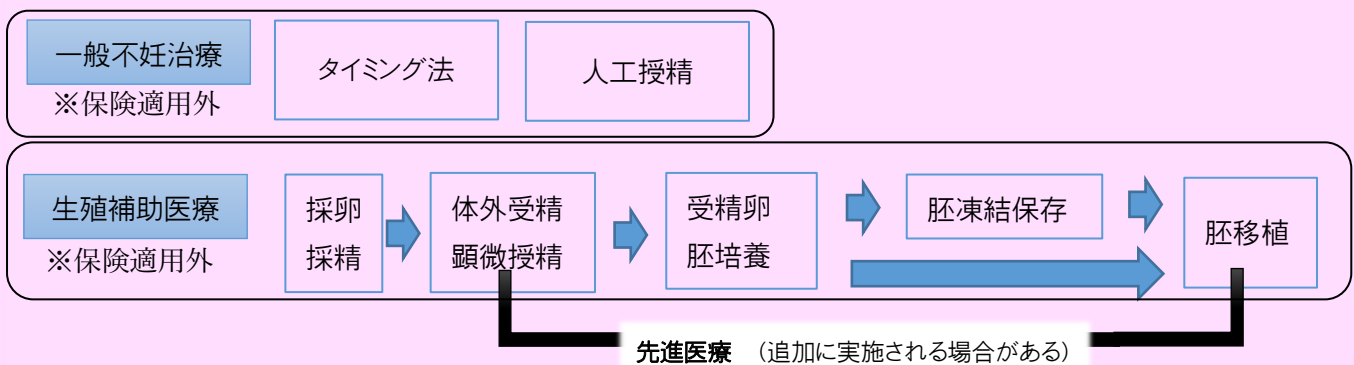 一般不妊治療
※保険適用外
タイミング法
人工授精
生殖補助医療
※保険適用外
採卵
採精
体外受精
顕微授精
受精卵
胚培養
胚凍結保存
胚移植
先進医療 （追加に実施される場合がある）